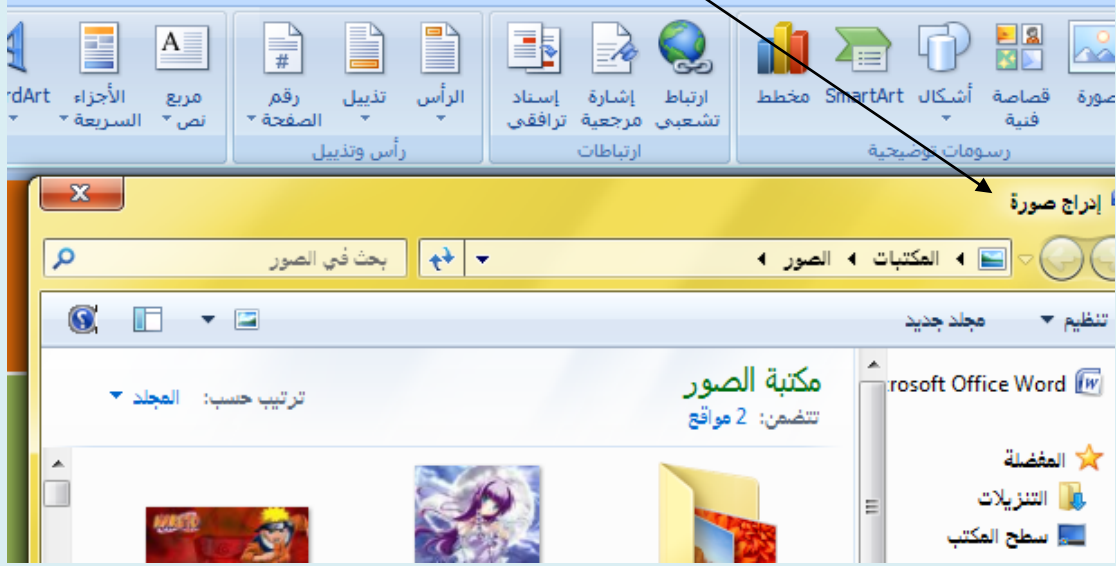 صورة
قصاصة فنية
أشكال
SmartArt
مخطط
ارتباط تشعبي
إشارة مرجعية
إسناد ترافقي
الرأس
تذييل
رقم الصفحة
#
مربع نص
A
الأجزاء السريعة
rdArt
رسومات توضيحية
ارتباطات
رأس وتذييل
إدراج صورة
x
المكتبات
الصور
بحث في الصور
تنظيم
مجلد جديد
مكتبة الصور
تتضمن: 2 مواقع
ترتيب حسب: المجلد
rosoft Office Word
المفضلة
التنزيلات
سطح المكتب
NARUTO